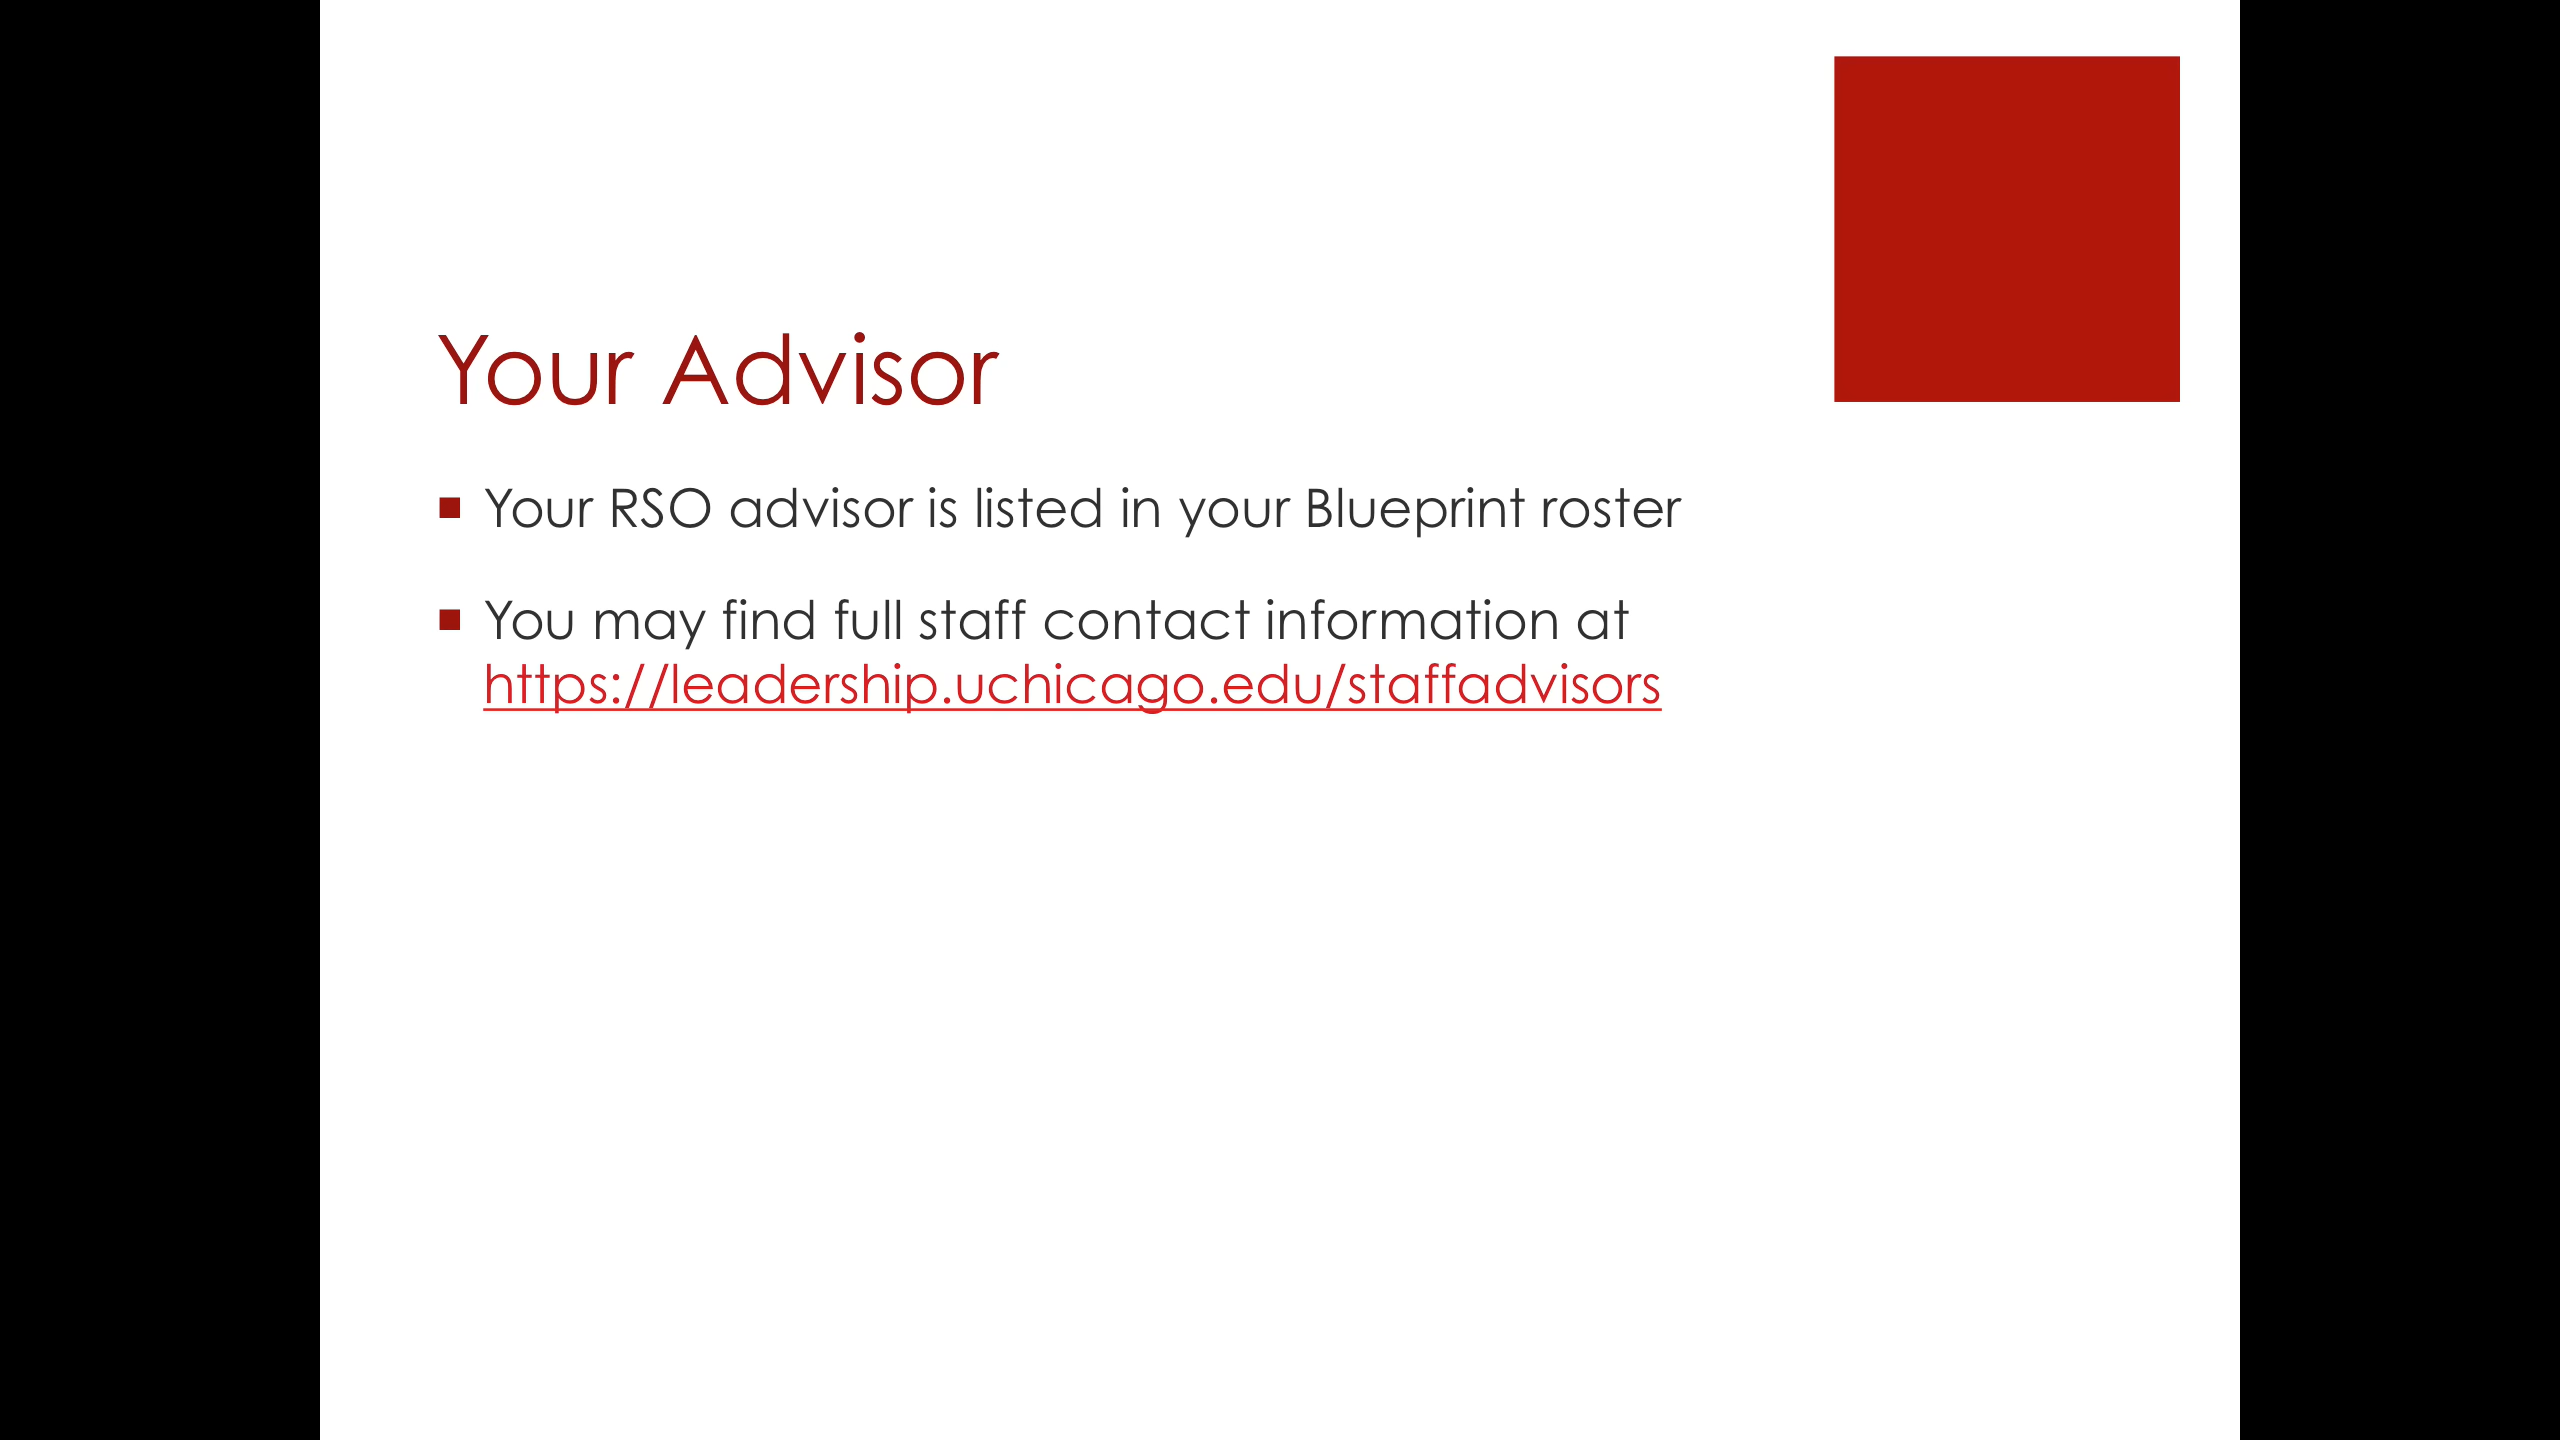 Your Advisor
Your RSO advisor is listed in your Blueprint roster
You may find full staff contact information at
https://leadership.uchicago.edu/staffadvisors